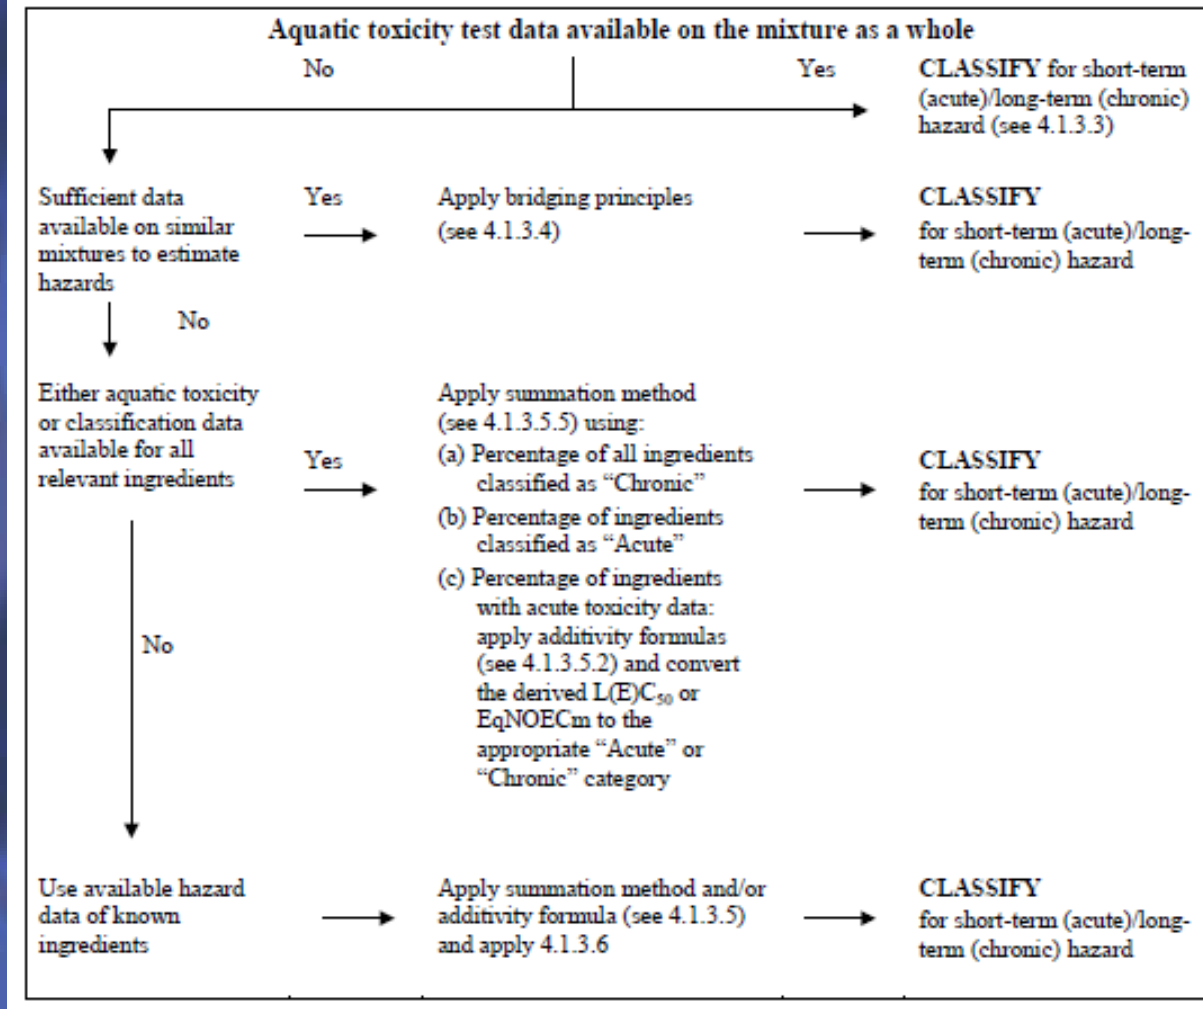 Aquatic toxicity test data available on the mixture as a whole
No
Yes
CLASSIFY for short-term
(acute)/long-term (chronic)
hazard (see 4.1.3.3)
Sufficient data
available on similar
mixtures to estimate
hazards
Yes
Apply bridging principles
(see 4.1.3.4)
CLASSIFY
for short-term (acute)/long-
term (chronic) hazard
No
Either aquatic toxicity
or classification data
available for all
relevant ingredients
Yes
Apply summation method
(see 4.1.3.5.5) using:
(a) Percentage of all ingredients
classified as “Chronic”
(b) Percentage of ingredients
classified as “Acute”
(c) Percentage of ingredients
with acute toxicity data:
apply additivity formulas
(see 4.1.3.5.2) and convert
the derived L(E)C₅₀ or
EqNOECm to the
appropriate “Acute” or
“Chronic” category
CLASSIFY
for short-term (acute)/long-
term (chronic) hazard
No
Use available hazard
data of known
ingredients
Apply summation method and/or
additivity formula (see 4.1.3.5)
and apply 4.1.3.6
CLASSIFY
for short-term (acute)/long-
term (chronic) hazard